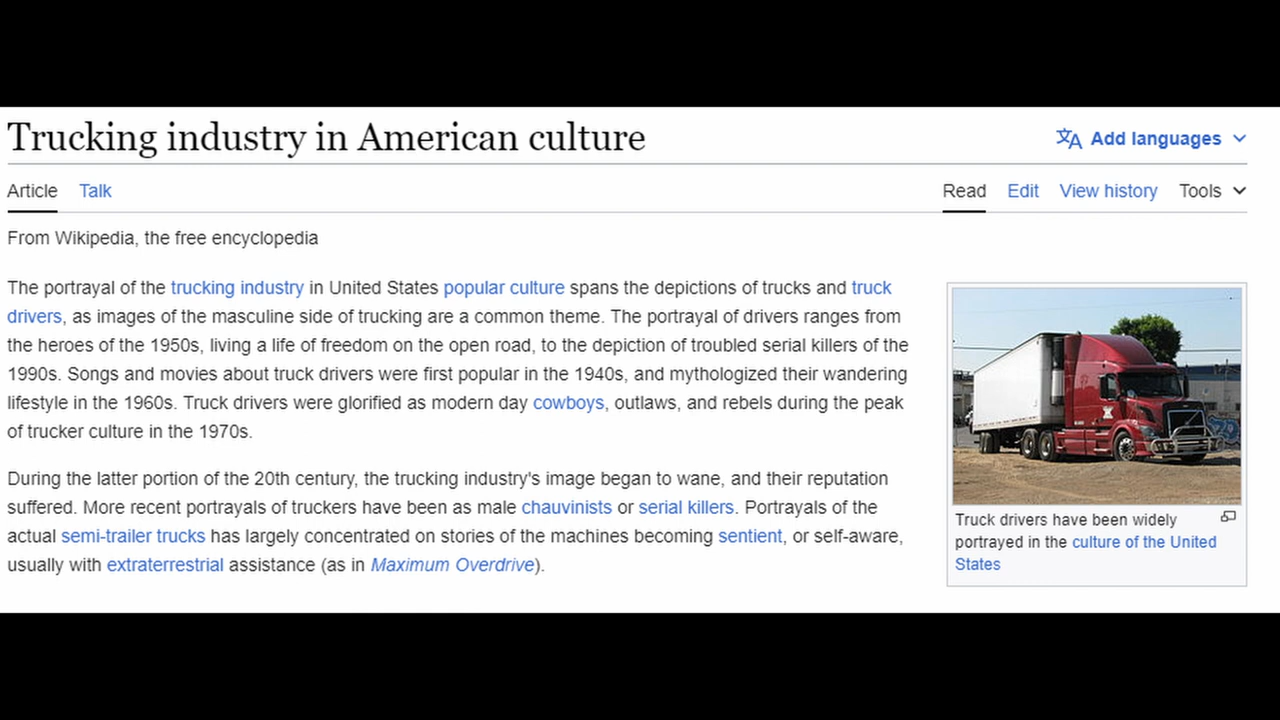 Trucking industry in American culture
Add languages
Article Talk
Read Edit View history Tools
From Wikipedia, the free encyclopedia
The portrayal of the trucking industry in United States popular culture spans the depictions of trucks and truck
drivers, as images of the masculine side of trucking are a common theme. The portrayal of drivers ranges from
the heroes of the 1950s, living a life of freedom on the open road, to the depiction of troubled serial killers of the
1990s. Songs and movies about truck drivers were first popular in the 1940s, and mythologized their wandering
lifestyle in the 1960s. Truck drivers were glorified as modern day cowboys, outlaws, and rebels during the peak
of trucker culture in the 1970s.
During the latter portion of the 20th century, the trucking industry's image began to wane, and their reputation
suffered. More recent portrayals of truckers have been as male chauvinists or serial killers. Portrayals of the
actual semi-trailer trucks has largely concentrated on stories of the machines becoming sentient, or self-aware,
usually with extraterrestrial assistance (as in Maximum Overdrive).
Truck drivers have been widely
portrayed in the culture of the United
States